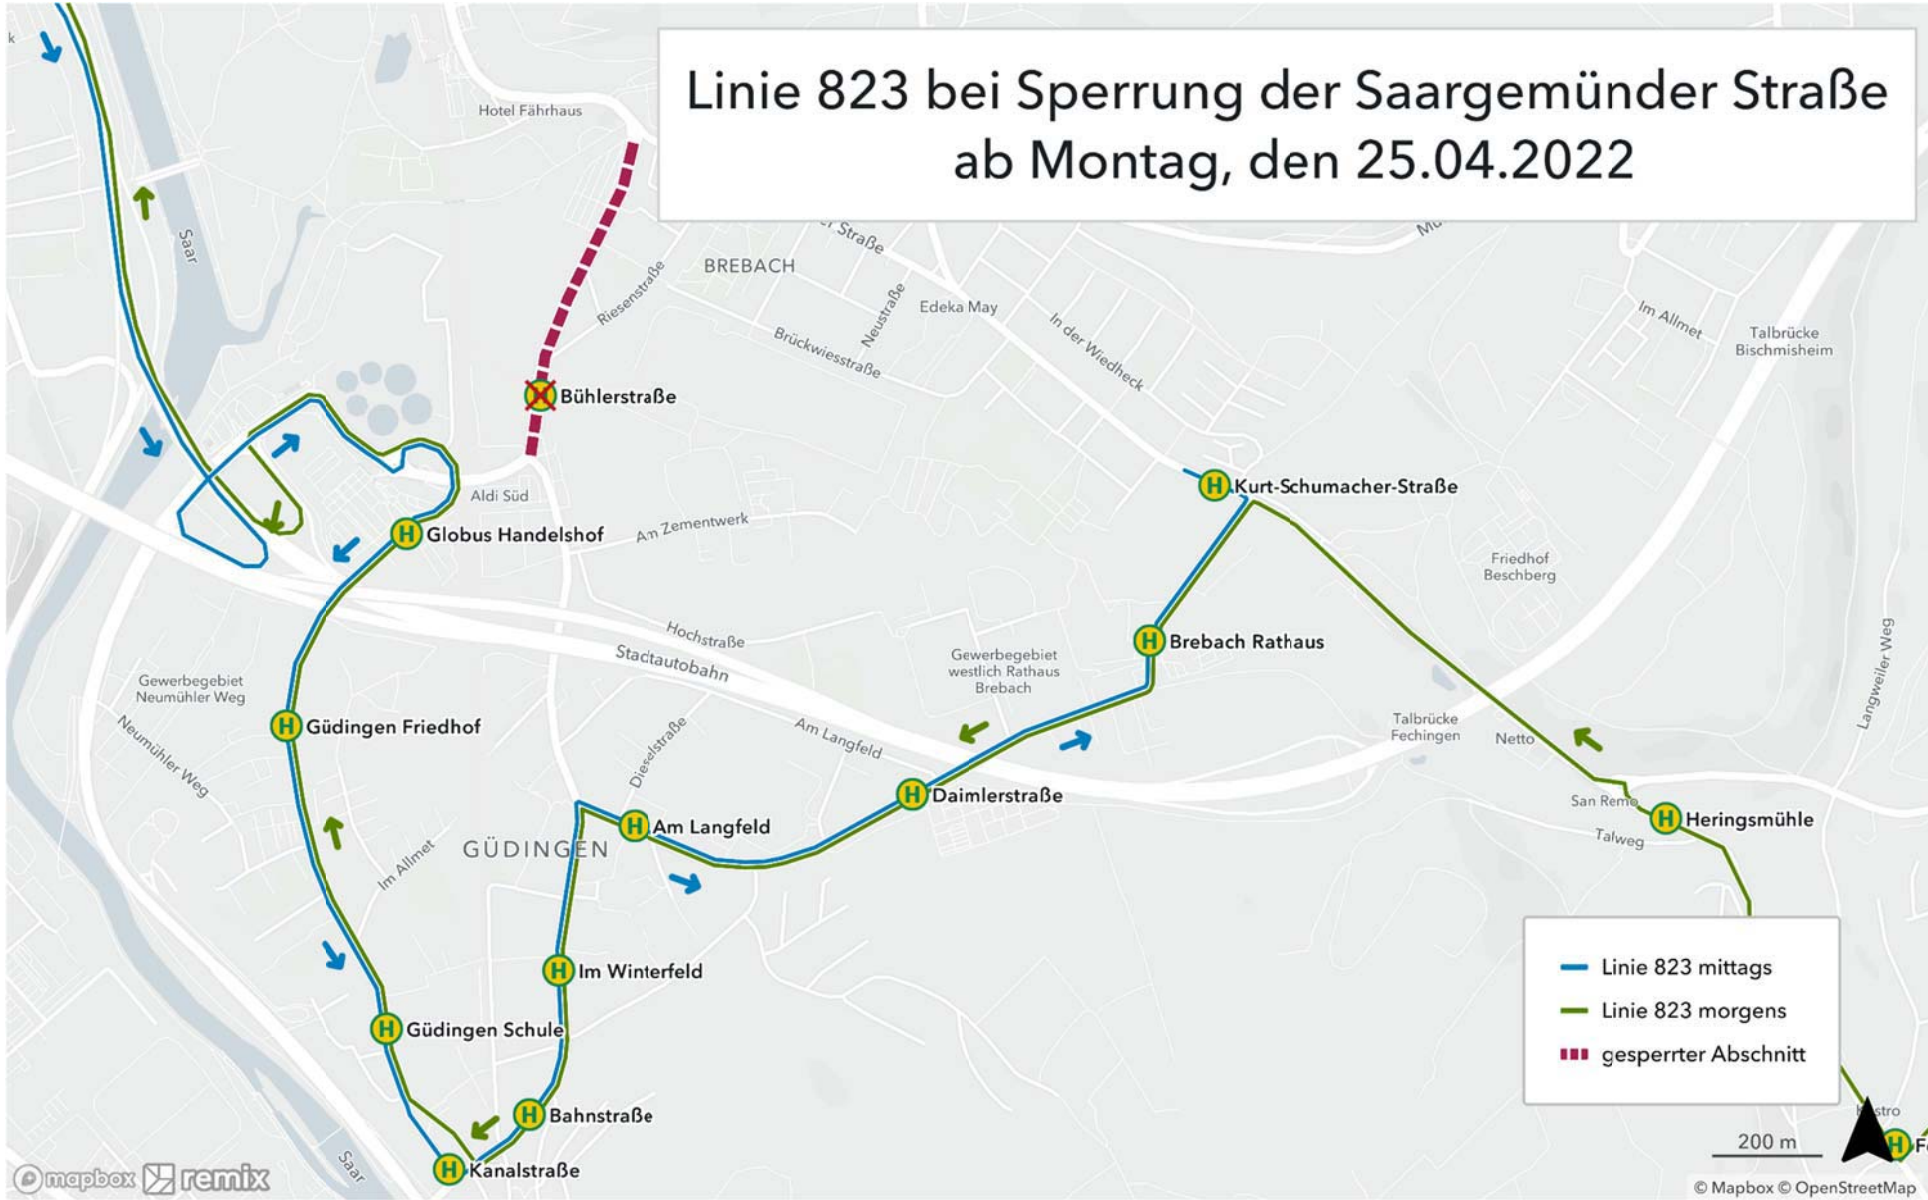 Linie 823 bei Sperrung der Saargemünder Straße
ab Montag, den 25.04.2022
k
Hotel Fährhaus
Saar
Straße
BREBACH
Riesenstraße
Neustraße
Edeka May
Brückwiesstraße
In der Wiedheck
Im Allmet
Talbrücke
Bischmisheim
H
Bühlerstraße
H
Kurt-Schumacher-Straße
Aldi Süd
Am Zementwerk
H
Globus Handelshof
Friedhof
Beschberg
Hochstraße
Stadtautobahn
H
Brebach Rathaus
Gewerbegebiet
westlich Rathaus
Brebach
Langweiler Weg
Gewerbegebiet
Neumühler Weg
H
Güdingen Friedhof
Neumühler Weg
Dieselstraße
Am Langfeld
Talbrücke
Fechingen
Netto
H
Daimlerstraße
San Remo
H
Heringsmühle
Talweg
H
Am Langfeld
GÜDINGEN
Im Allmet
H
Im Winterfeld
H
Güdingen Schule
H
Bahnstraße
H
Kanalstraße
Saar
Linie 823 mittags
Linie 823 morgens
gesperrter Abschnitt
H
200 m
mapbox remix
© Mapbox © OpenStreetMap